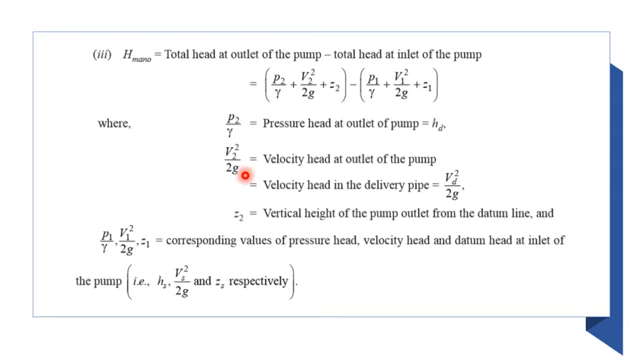 (iii) H_mano = Total head at outlet of the pump – total head at inlet of the pump
= (p₂/γ + V₂²/2g + z₂) – (p₁/γ + V₁²/2g + z₁)
where, p₂/γ = Pressure head at outlet of pump = h_d,
V₂²/2g = Velocity head at outlet of the pump
= Velocity head in the delivery pipe = V_d²/2g,
z₂ = Vertical height of the pump outlet from the datum line, and
p₁/γ, V₁²/2g, z₁ = corresponding values of pressure head, velocity head and datum head at inlet of
the pump (i.e., h_s, V_s²/2g and z_s respectively).